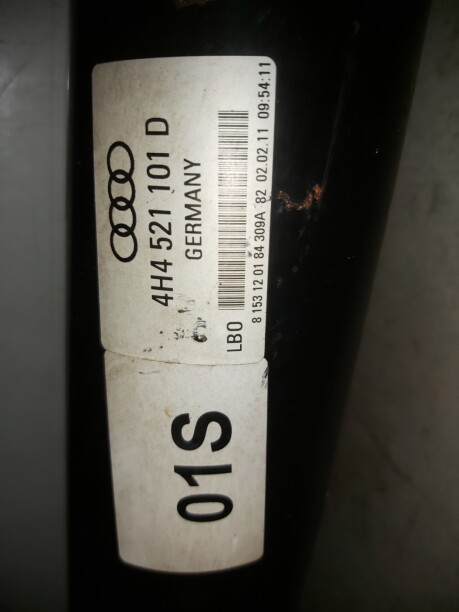 4H4 521 101 D
GERMANY
LBO
8 153 12 01 84 309A 82 02.02.11 09:54:11
01S